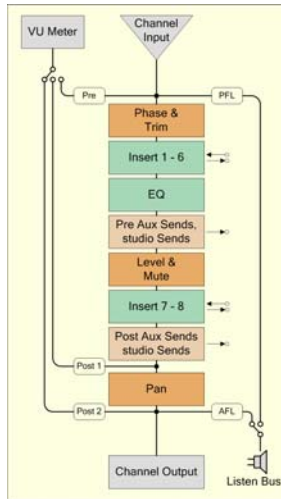 VU Meter
Channel
Input
Pre
PFL
Phase &
Trim
Insert 1 - 6
EQ
Pre Aux Sends,
studio Sends
Level &
Mute
Insert 7 - 8
Post Aux Sends
studio Sends
Post 1
Pan
Post 2
AFL
Channel Output
Listen Bus